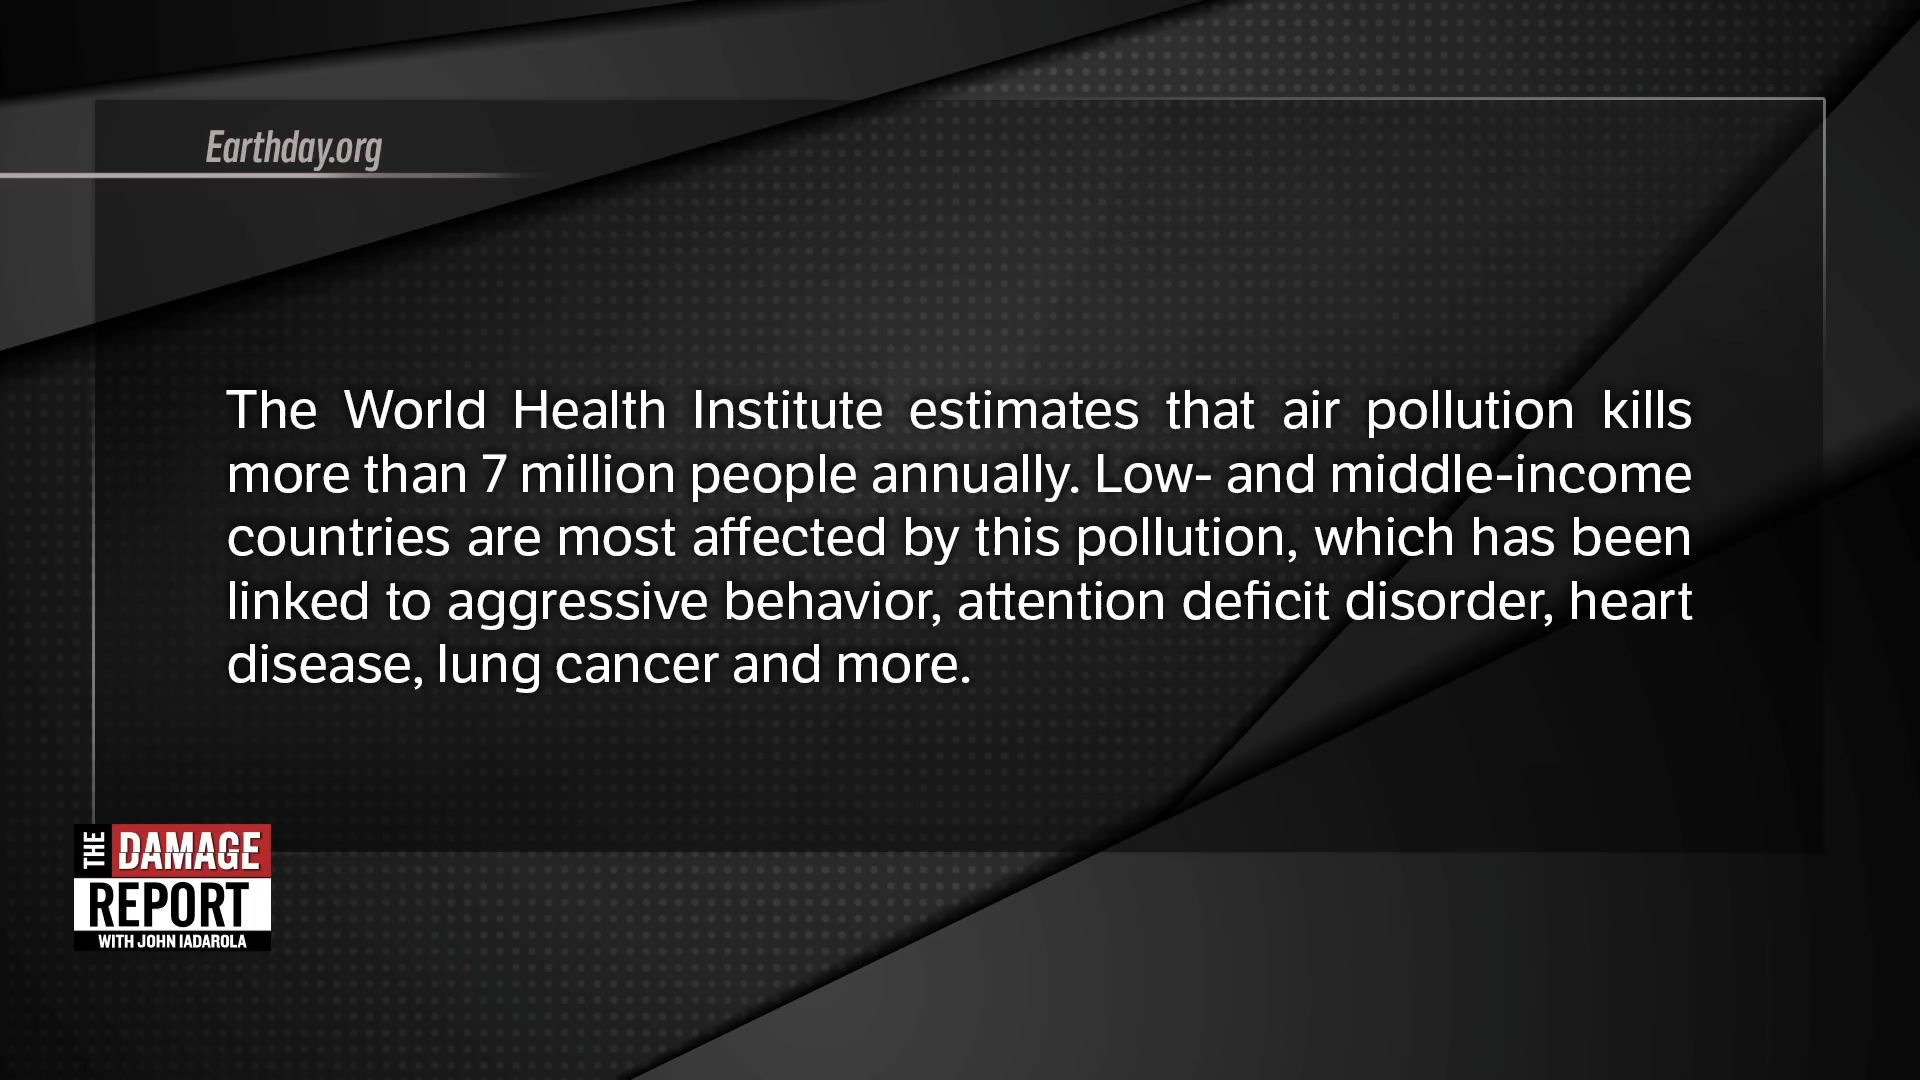 Earthday.org
The World Health Institute estimates that air pollution kills
more than 7 million people annually. Low- and middle-income
countries are most affected by this pollution, which has been
linked to aggressive behavior, attention deficit disorder, heart
disease, lung cancer and more.
THE DAMAGE
REPORT
WITH JOHN IADAROLA